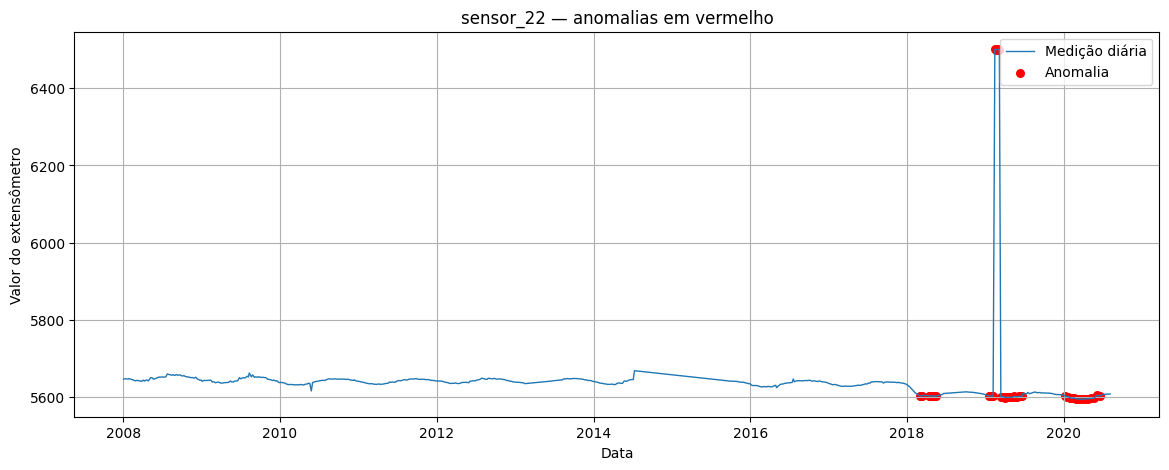 sensor_22 — anomalias em vermelho
Medição diária
Anomalia
Valor do extensômetro
6400
6200
6000
5800
5600
2008
2010
2012
2014
2016
2018
2020
Data